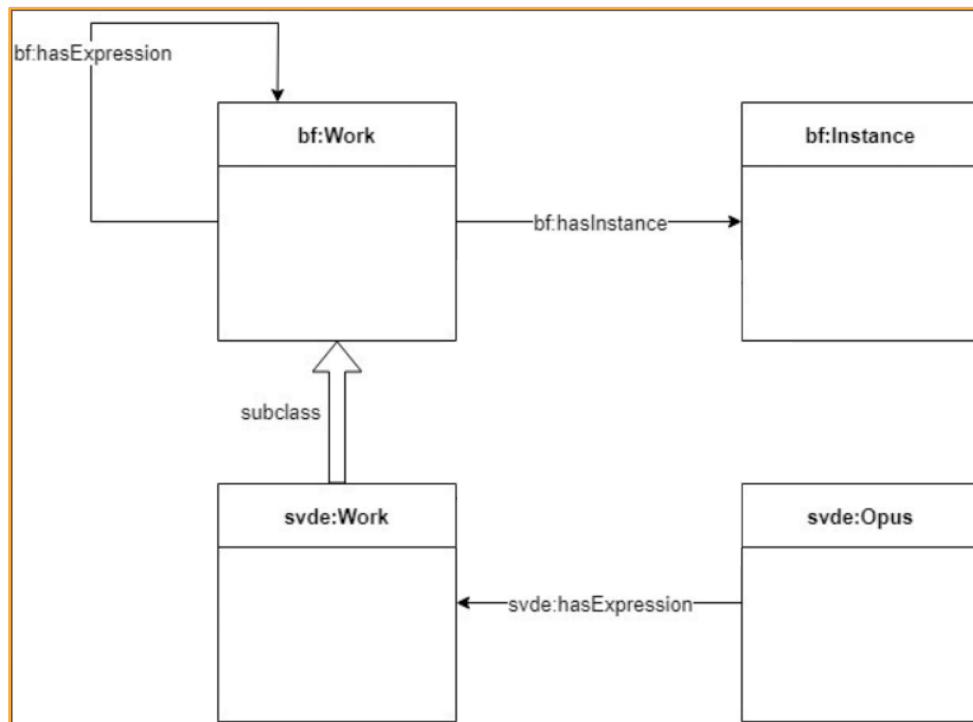 bf:hasExpression
bf:Work
bf:Instance
bf:hasInstance
subclass
svde:Work
svde:Opus
svde:hasExpression